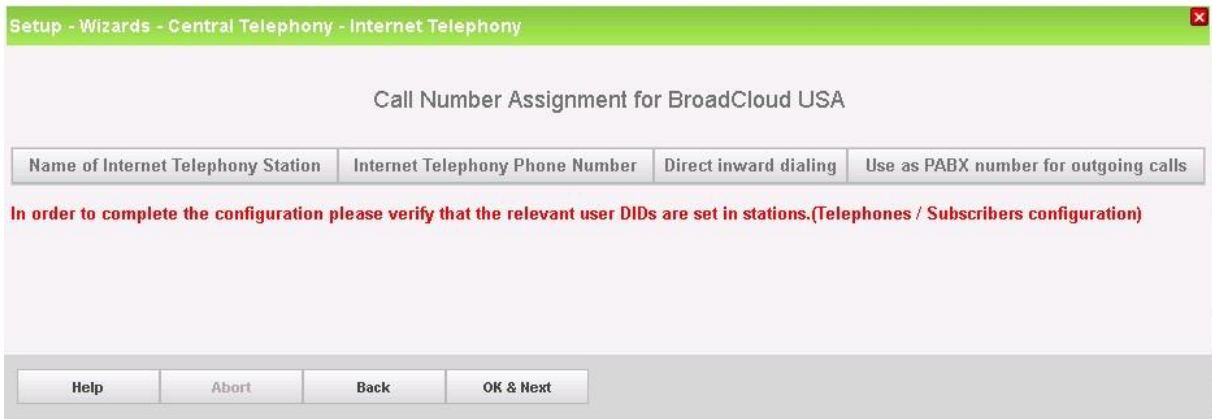 Setup - Wizards - Central Telephony - Internet Telephony
Call Number Assignment for BroadCloud USA
Name of Internet Telephony Station Internet Telephony Phone Number Direct inward dialing Use as PABX number for outgoing calls
In order to complete the configuration please verify that the relevant user DIDs are set in stations.(Telephones / Subscribers configuration)
Help Abort Back OK & Next